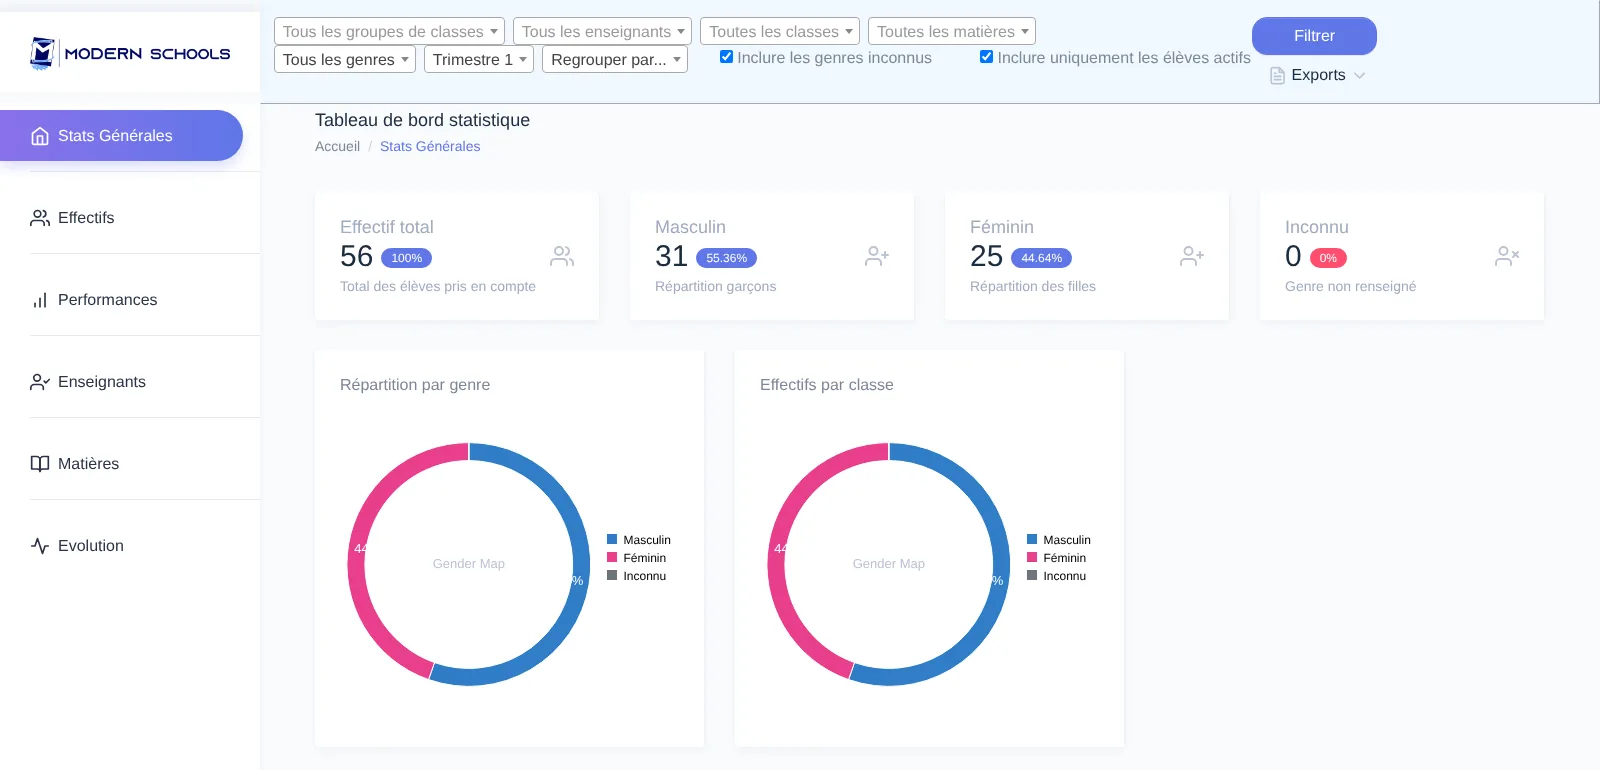 MODERN SCHOOLS
Tous les groupes de classes
Tous les enseignants
Toutes les classes
Toutes les matières
Filtrer
Tous les genres
Trimestre 1
Regrouper par...
Inclure les genres inconnus
Inclure uniquement les élèves actifs
Exports
Stats Générales
Effectifs
Performances
Enseignants
Matières
Evolution
Tableau de bord statistique
Accueil / Stats Générales
Effectif total
56 100%
Total des élèves pris en compte
Masculin
31 55.36%
Répartition garçons
Féminin
25 44.64%
Répartition des filles
Inconnu
0 0%
Genre non renseigné
Répartition par genre
44
Gender Map
%
Masculin
Féminin
Inconnu
Effectifs par classe
44
Gender Map
%
Masculin
Féminin
Inconnu